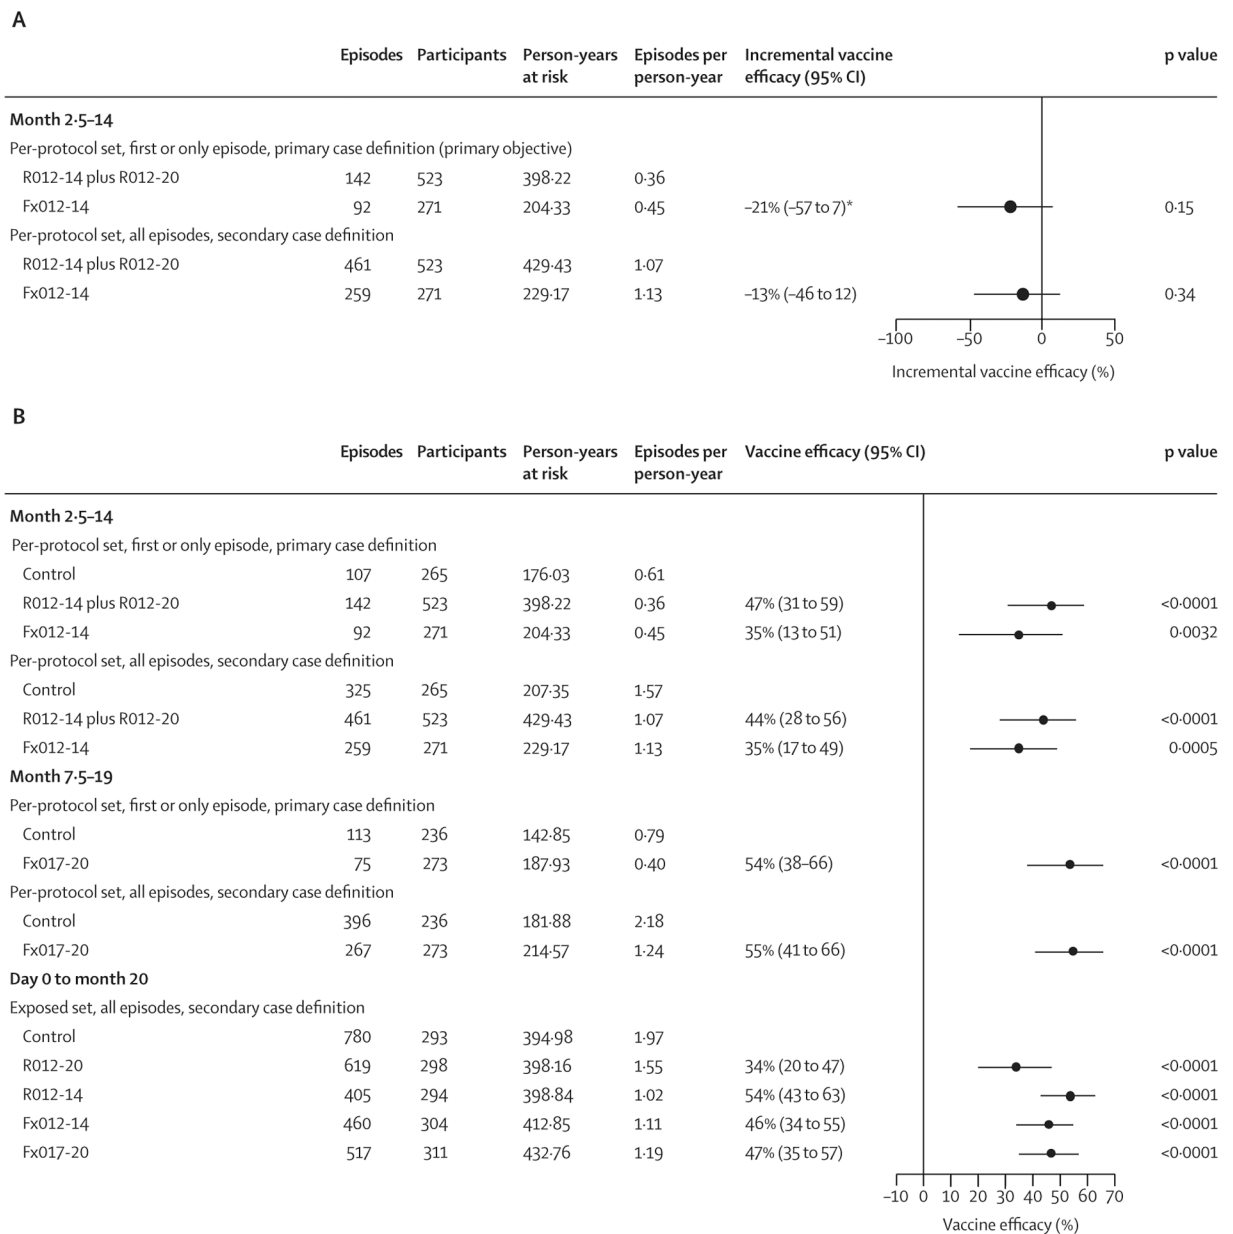 A
Episodes Participants Person-years at risk Episodes per person-year Incremental vaccine efficacy (95% CI) p value
Month 2·5–14
Per-protocol set, first or only episode, primary case definition (primary objective)
R012-14 plus R012-20 142 523 398·22 0·36
Fx012-14 92 271 204·33 0·45 –21% (–57 to 7)* 0·15
Per-protocol set, all episodes, secondary case definition
R012-14 plus R012-20 461 523 429·43 1·07
Fx012-14 259 271 229·17 1·13 –13% (–46 to 12) 0·34
–100 –50 0 50
Incremental vaccine efficacy (%)
B
Episodes Participants Person-years at risk Episodes per person-year Vaccine efficacy (95% CI) p value
Month 2·5–14
Per-protocol set, first or only episode, primary case definition
Control 107 265 176·03 0·61
R012-14 plus R012-20 142 523 398·22 0·36 47% (31 to 59) <0·0001
Fx012-14 92 271 204·33 0·45 35% (13 to 51) 0·0032
Per-protocol set, all episodes, secondary case definition
Control 325 265 207·35 1·57
R012-14 plus R012-20 461 523 429·43 1·07 44% (28 to 56) <0·0001
Fx012-14 259 271 229·17 1·13 35% (17 to 49) 0·0005
Month 7·5–19
Per-protocol set, first or only episode, primary case definition
Control 113 236 142·85 0·79
Fx017-20 75 273 187·93 0·40 54% (38–66) <0·0001
Per-protocol set, all episodes, secondary case definition
Control 396 236 181·88 2·18
Fx017-20 267 273 214·57 1·24 55% (41 to 66) <0·0001
Day 0 to month 20
Exposed set, all episodes, secondary case definition
Control 780 293 394·98 1·97
R012-20 619 298 398·16 1·55 34% (20 to 47) <0·0001
R012-14 405 294 398·84 1·02 54% (43 to 63) <0·0001
Fx012-14 460 304 412·85 1·11 46% (34 to 55) <0·0001
Fx017-20 517 311 432·76 1·19 47% (35 to 57) <0·0001
–10 0 10 20 30 40 50 60 70
Vaccine efficacy (%)